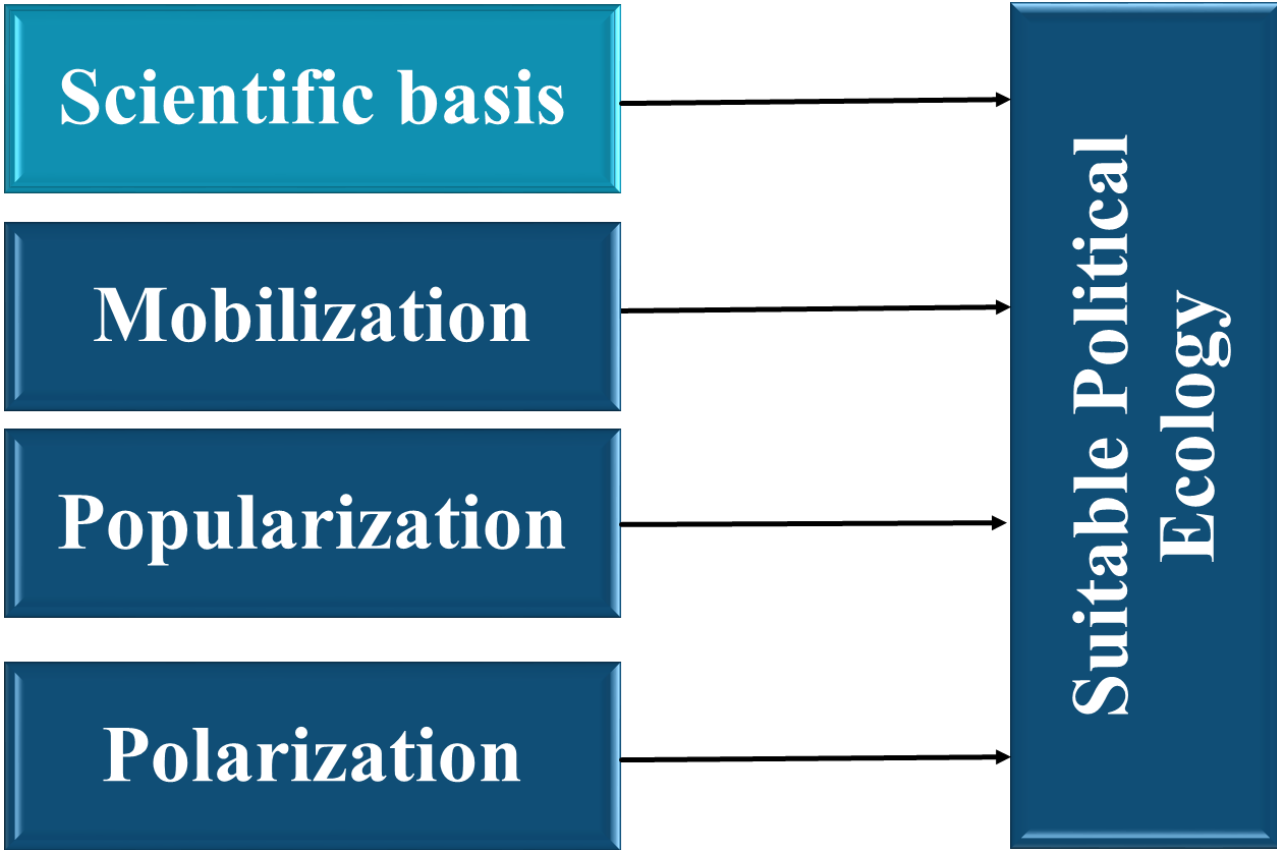 Scientific basis
Mobilization
Popularization
Polarization
Suitable Political
Ecology